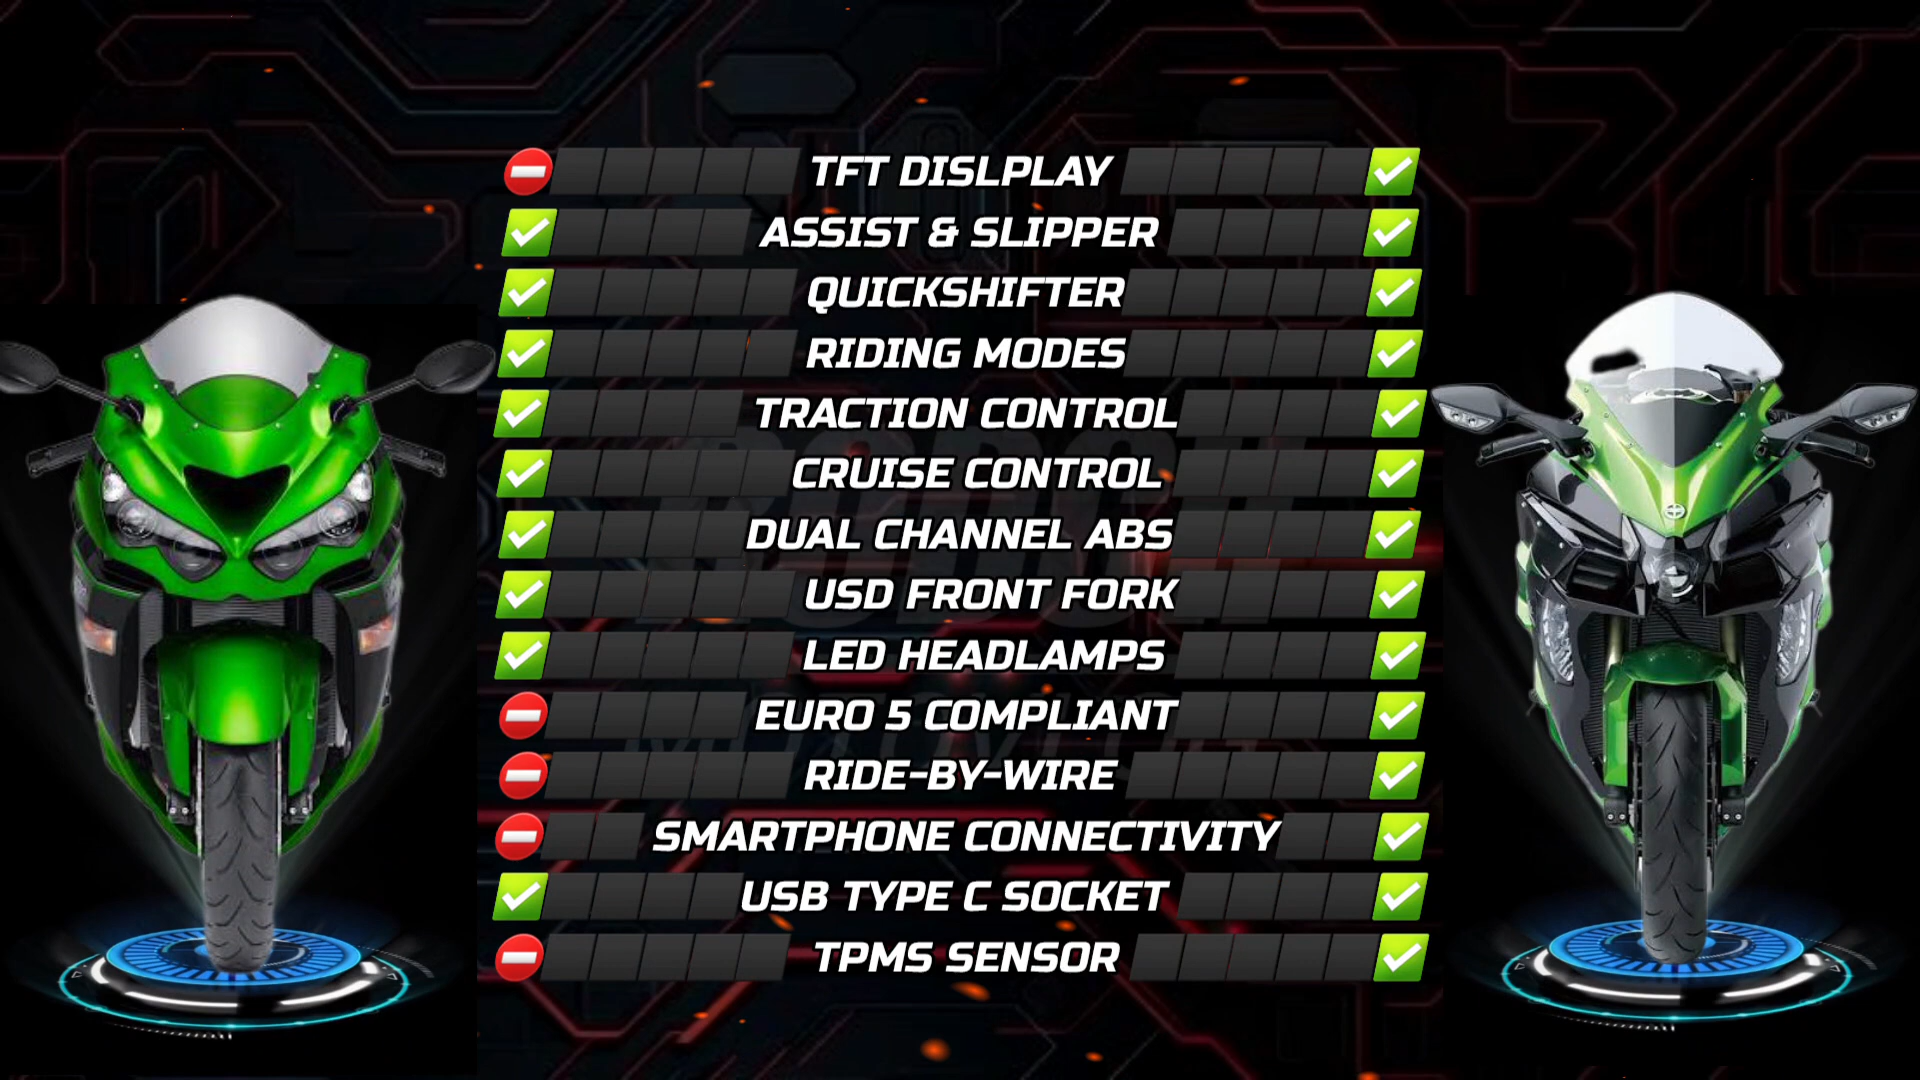 TFT DISLPLAY
ASSIST & SLIPPER
QUICKSHIFTER
RIDING MODES
TRACTION CONTROL
CRUISE CONTROL
DUAL CHANNEL ABS
USD FRONT FORK
LED HEADLAMPS
EURO 5 COMPLIANT
RIDE-BY-WIRE
SMARTPHONE CONNECTIVITY
USB TYPE C SOCKET
TPMS SENSOR